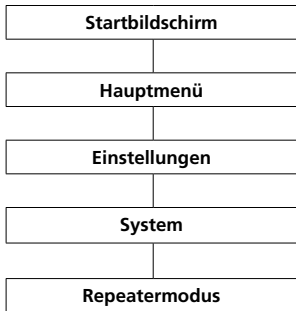 Startbildschirm
Hauptmenü
Einstellungen
System
Repeatermodus